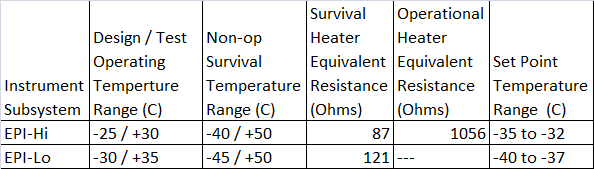 Instrument Subsystem
Design / Test Operating Temperture Range (C)
Non-op Survival Temperature Range (C)
Survival Heater Equivalent Resistance (Ohms)
Operational Heater Equivalent Resistance (Ohms)
Set Point Temperature Range  (C)
EPI-Hi -25 / +30 -40 / +50 87 1056 -35 to -32
EPI-Lo -30 / +35 -45 / +50 121 --- -40 to -37